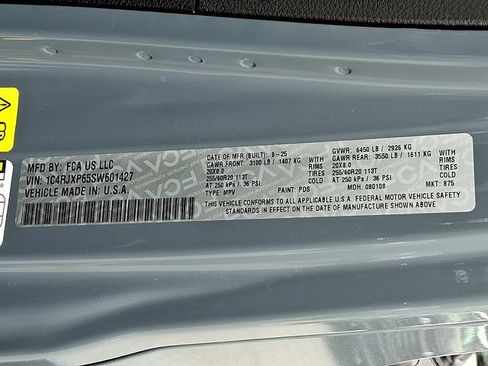 MFD BY: FCA US LLC
VIN: 1C4RJXP65SW601427
VEHICLE MADE IN U.S.A.
DATE OF MFR (BUILT): 8-25
GAWR FRONT: 3100 LB / 1407 KG
20X8.0 RIMS
WITH
255/60R20 113T TIRES
AT 250 kPa / 36 PSI
TYPE: MPV PAINT: PDS
GVWR: 6450 LB / 2926 KG
GAWR REAR: 3550 LB / 1611 KG
WITH
20X8.0 RIMS
255/60R20 113T TIRES
AT 250 kPa / 36 PSI
MDH: 080108 MKT: 875
THIS VEHICLE CONFORMS TO ALL APPLICABLE U.S.A. FEDERAL MOTOR VEHICLE SAFETY
STANDARDS IN EFFECT ON THE DATE OF MANUFACTURE SHOWN ABOVE.